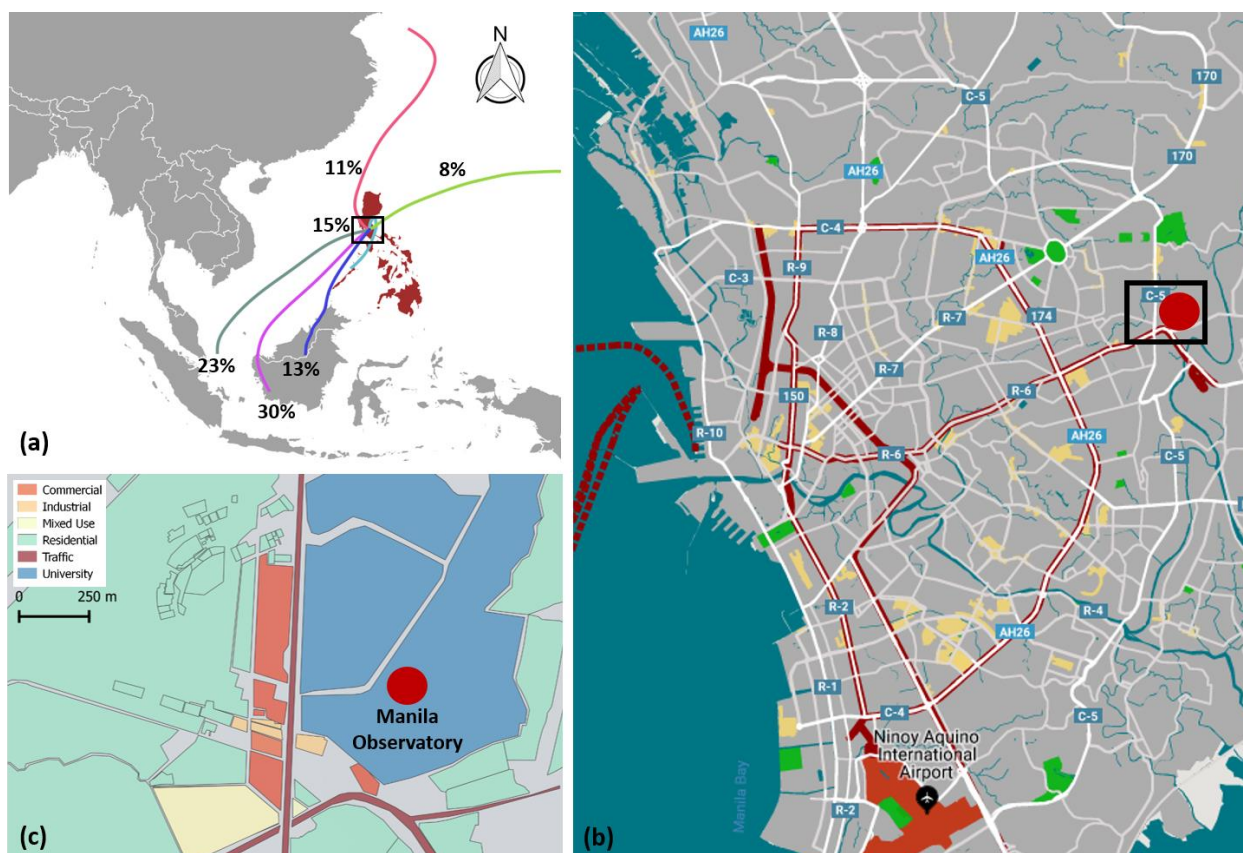 N
11%
8%
15%
23%
13%
30%
(a)
Commercial
Industrial
Mixed Use
Residential
Traffic
University
0 250 m
Manila
Observatory
(c)
AH26
170
C-5
170
AH26
C-4
AH26
R-9
C-3
C-5
R-7
174
R-8
R-7
R-6
150
R-10
AH26
R-6
C-5
R-2
R-4
AH26
R-1
C-4
C-5
Ninoy Aquino
International
Airport
Manila Bay
R-2
(b)